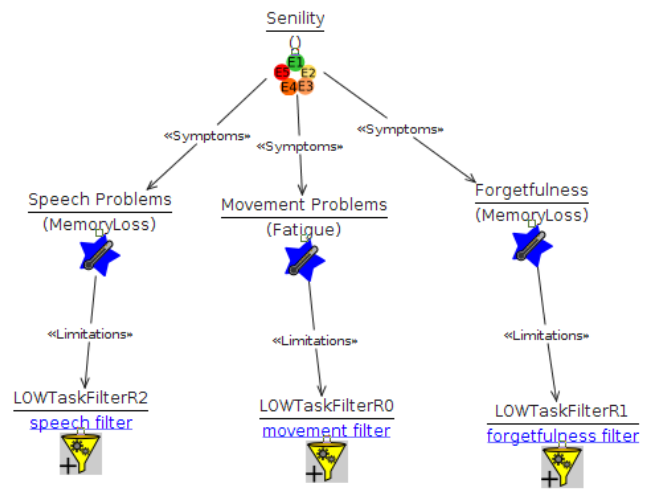 Senility
()
E1
E5 E2
E4 E3
«Symptoms» «Symptoms» «Symptoms»
Speech Problems Movement Problems Forgetfulness
(MemoryLoss) (Fatigue) (MemoryLoss)
«Limitations» «Limitations» «Limitations»
LOWTaskFilterR2 LOWTaskFilterR0 LOWTaskFilterR1
speech filter movement filter forgetfulness filter
+ + +